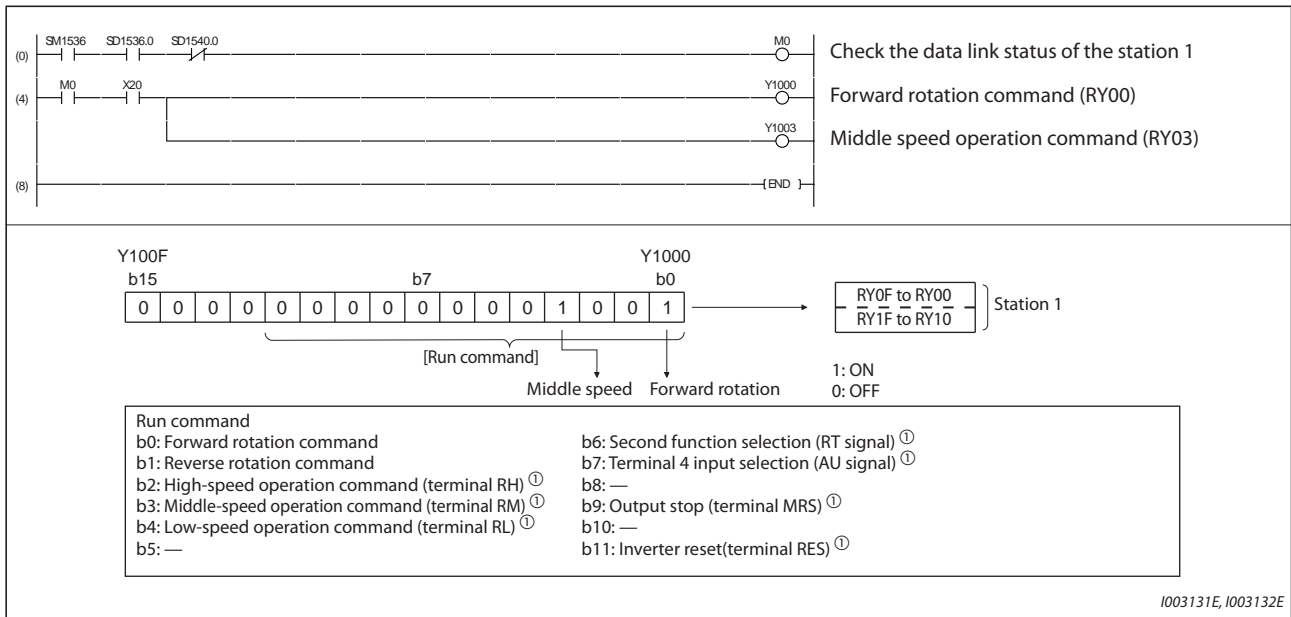 SM1536 SD1536.0 SD1540.0 M0
(0) Check the data link status of the station 1
M0 X20 Y1000
(4) Forward rotation command (RY00)
Y1003
Middle speed operation command (RY03)
(8) END
Y100F Y1000
b15 b7 b0
0 0 0 0 0 0 0 0 0 0 0 0 1 0 0 1
RY0F to RY00
RY1F to RY10
Station 1
[Run command]
Middle speed Forward rotation
1: ON
0: OFF
Run command
b0: Forward rotation command
b1: Reverse rotation command
b2: High-speed operation command (terminal RH) ①
b3: Middle-speed operation command (terminal RM) ①
b4: Low-speed operation command (terminal RL) ①
b5: —
b6: Second function selection (RT signal) ①
b7: Terminal 4 input selection (AU signal) ①
b8: —
b9: Output stop (terminal MRS) ①
b10: —
b11: Inverter reset(terminal RES) ①
I003131E, I003132E